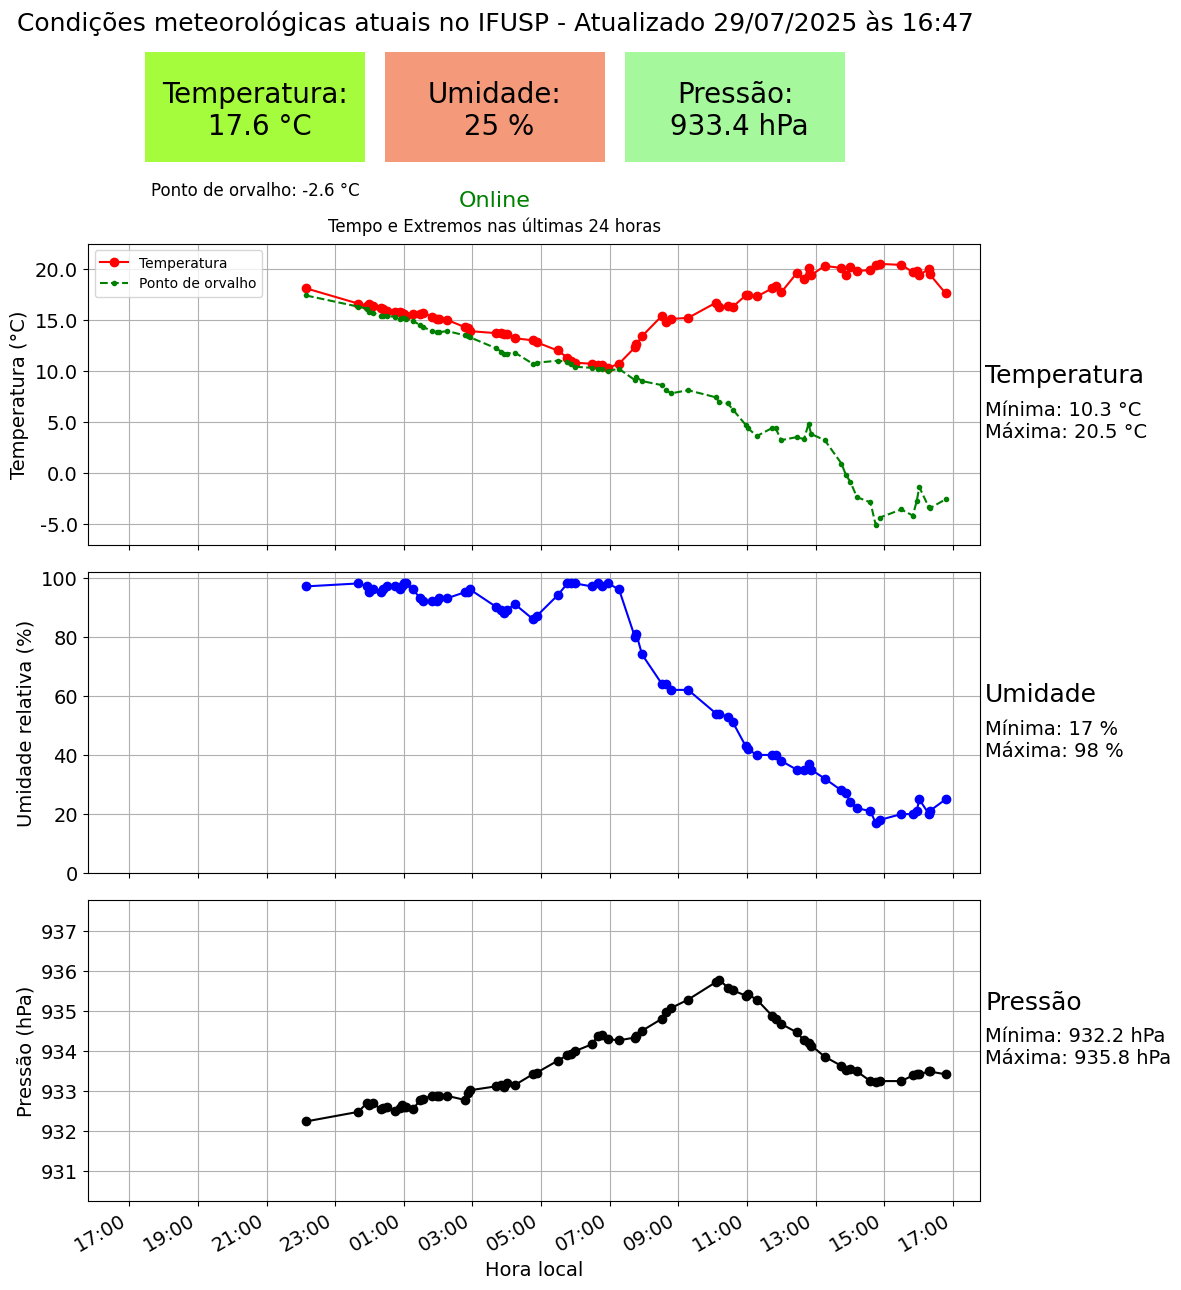 Condições meteorológicas atuais no IFUSP - Atualizado 29/07/2025 às 16:47
Temperatura:
17.6 °C
Umidade:
25 %
Pressão:
933.4 hPa
Ponto de orvalho: -2.6 °C
Online
Tempo e Extremos nas últimas 24 horas
Temperatura
Ponto de orvalho
Temperatura (°C)
20.0
15.0
10.0
5.0
0.0
-5.0
Temperatura
Mínima: 10.3 °C
Máxima: 20.5 °C
Umidade relativa (%)
100
80
60
40
20
0
Umidade
Mínima: 17 %
Máxima: 98 %
Pressão (hPa)
937
936
935
934
933
932
931
Pressão
Mínima: 932.2 hPa
Máxima: 935.8 hPa
17:00
19:00
21:00
23:00
01:00
03:00
05:00
07:00
09:00
11:00
13:00
15:00
17:00
Hora local